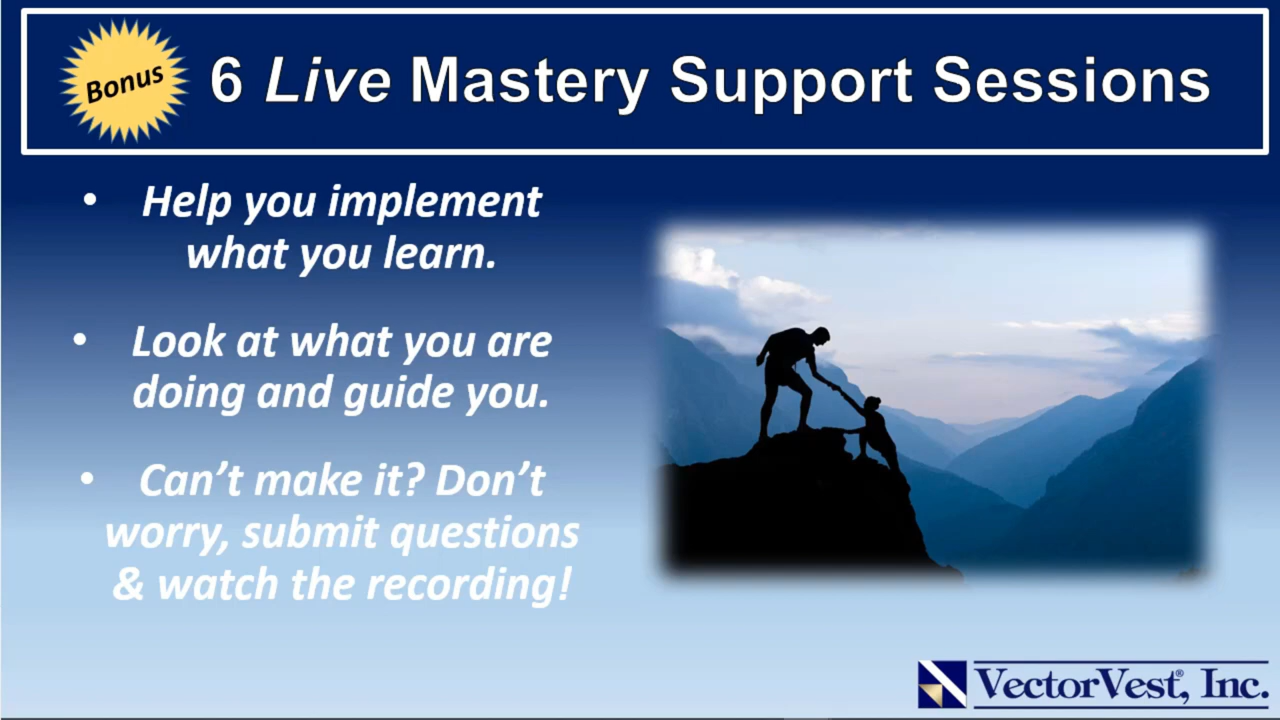 Bonus
6 Live Mastery Support Sessions
• Help you implement
what you learn.
• Look at what you are
doing and guide you.
• Can't make it? Don't
worry, submit questions
& watch the recording!
VectorVest®, Inc.